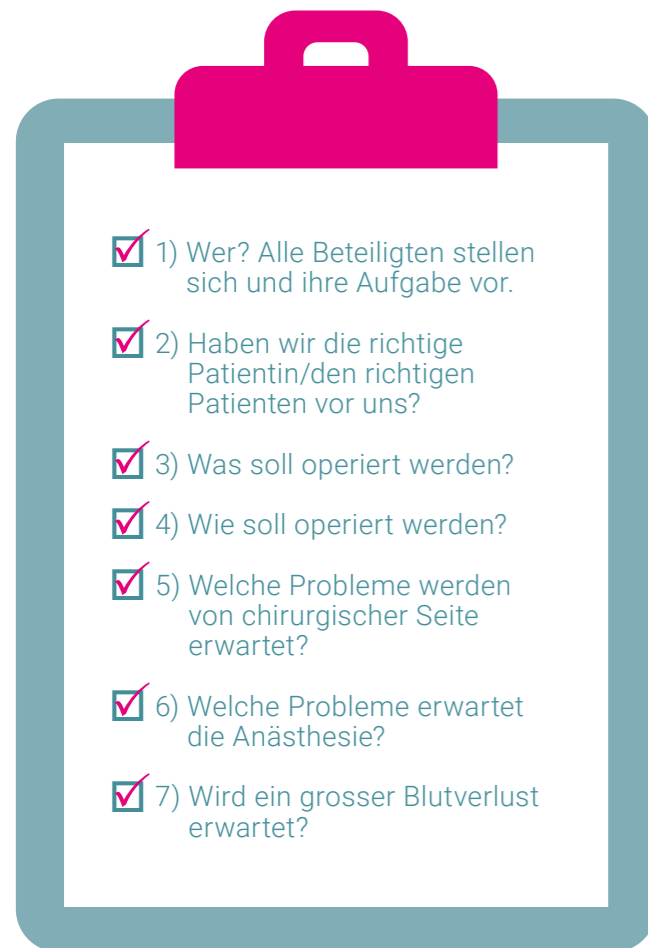 1) Wer? Alle Beteiligten stellen
sich und ihre Aufgabe vor.
2) Haben wir die richtige
Patientin/den richtigen
Patienten vor uns?
3) Was soll operiert werden?
4) Wie soll operiert werden?
5) Welche Probleme werden
von chirurgischer Seite
erwartet?
6) Welche Probleme erwartet
die Anästhesie?
7) Wird ein grosser Blutverlust
erwartet?